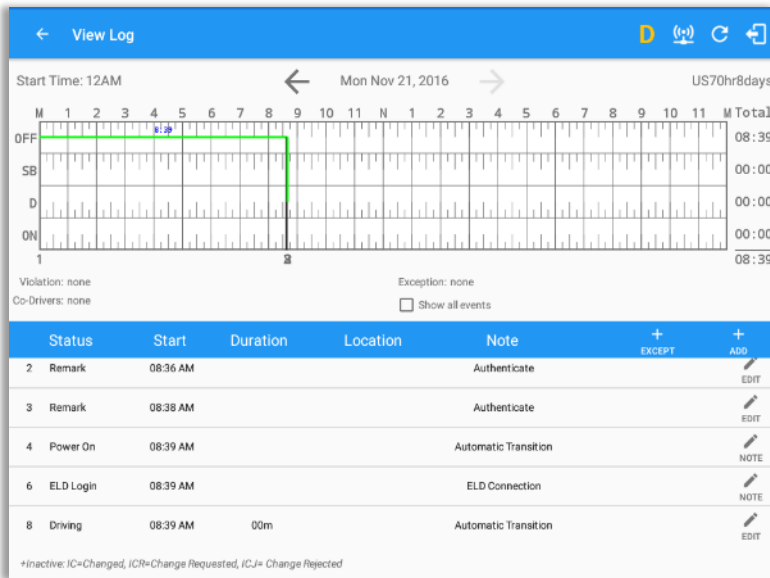 View Log D
Start Time: 12AM Mon Nov 21, 2016 US70hr8days
M 1 2 3 4 5 6 7 8 9 10 11 N 1 2 3 4 5 6 7 8 9 10 11 M Total
8:39
OFF 08:39
SB 00:00
D 00:00
ON 00:00
1 08:39
Violation: none Exception: none
Co-Drivers: none Show all events
Status Start Duration Location Note + EXCEPT + ADD
2 Remark 08:36 AM Authenticate EDIT
3 Remark 08:38 AM Authenticate EDIT
4 Power On 08:39 AM Automatic Transition NOTE
6 ELD Login 08:39 AM ELD Connection NOTE
8 Driving 08:39 AM 00m Automatic Transition EDIT
+Inactive: IC=Changed, ICR=Change Requested, ICJ= Change Rejected